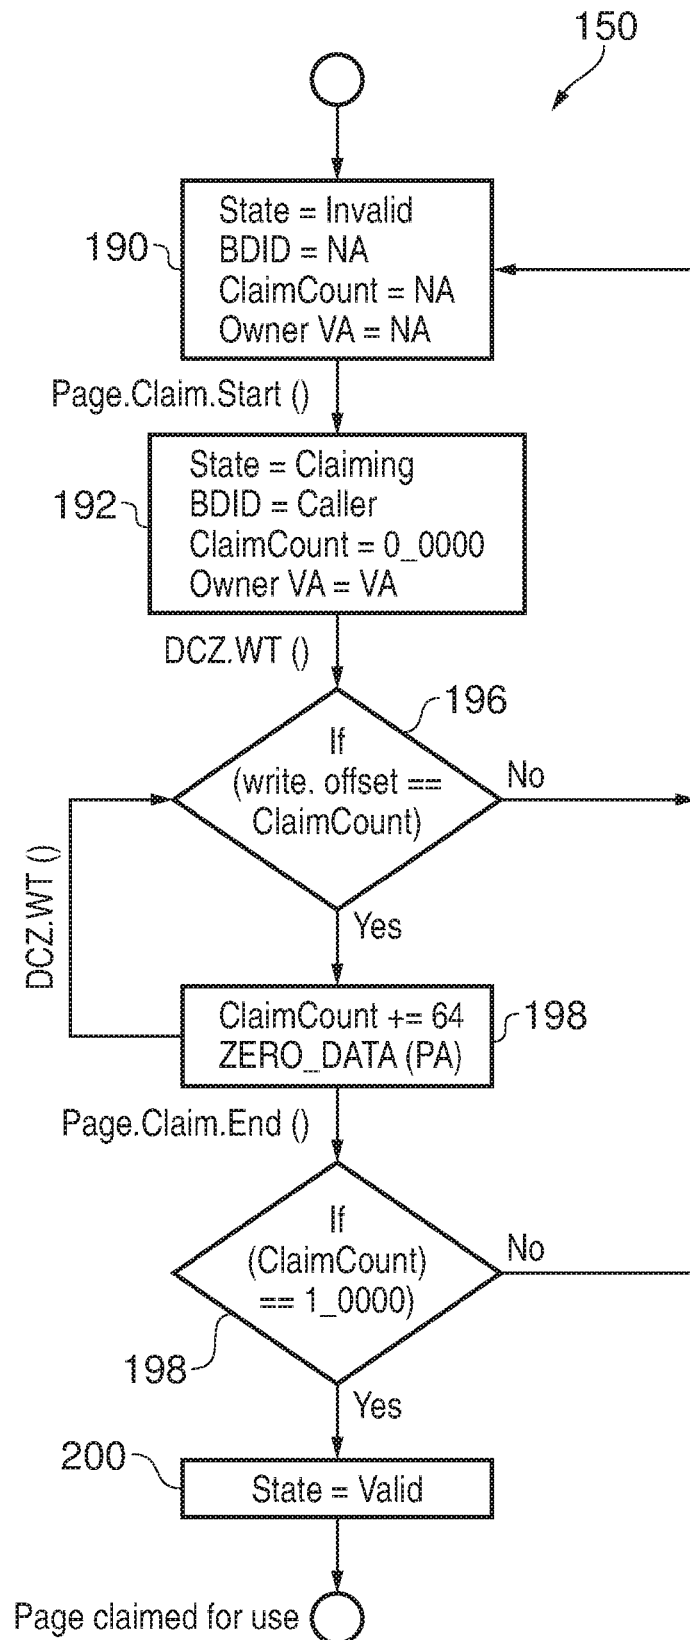 150
State = Invalid
190
BDID = NA
ClaimCount = NA
Owner VA = NA
Page.Claim.Start ()
State = Claiming
192
BDID = Caller
ClaimCount = 0_0000
Owner VA = VA
DCZ.WT ()
196
If
(write. offset ==
ClaimCount)
No
DCZ.WT ()
Yes
ClaimCount += 64
ZERO_DATA (PA)
198
Page.Claim.End ()
If
(ClaimCount)
== 1_0000)
No
198
Yes
200
State = Valid
Page claimed for use